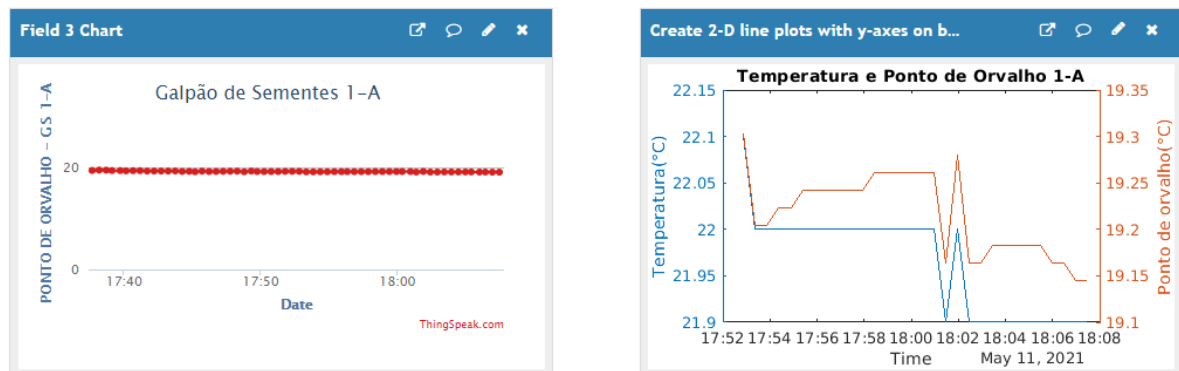 Field 3 Chart
Galpão de Sementes 1-A
PONTO DE ORVALHO - GS 1-A
20
0
17:40 17:50 18:00
Date
ThingSpeak.com
Create 2-D line plots with y-axes on b...
Temperatura e Ponto de Orvalho 1-A
Temperatura(°C)
22.15
22.1
22.05
22
21.95
21.9
19.35
19.3
19.25
19.2
19.15
19.1
Ponto de orvalho(°C)
17:52 17:54 17:56 17:58 18:00 18:02 18:04 18:06 18:08
Time
May 11, 2021